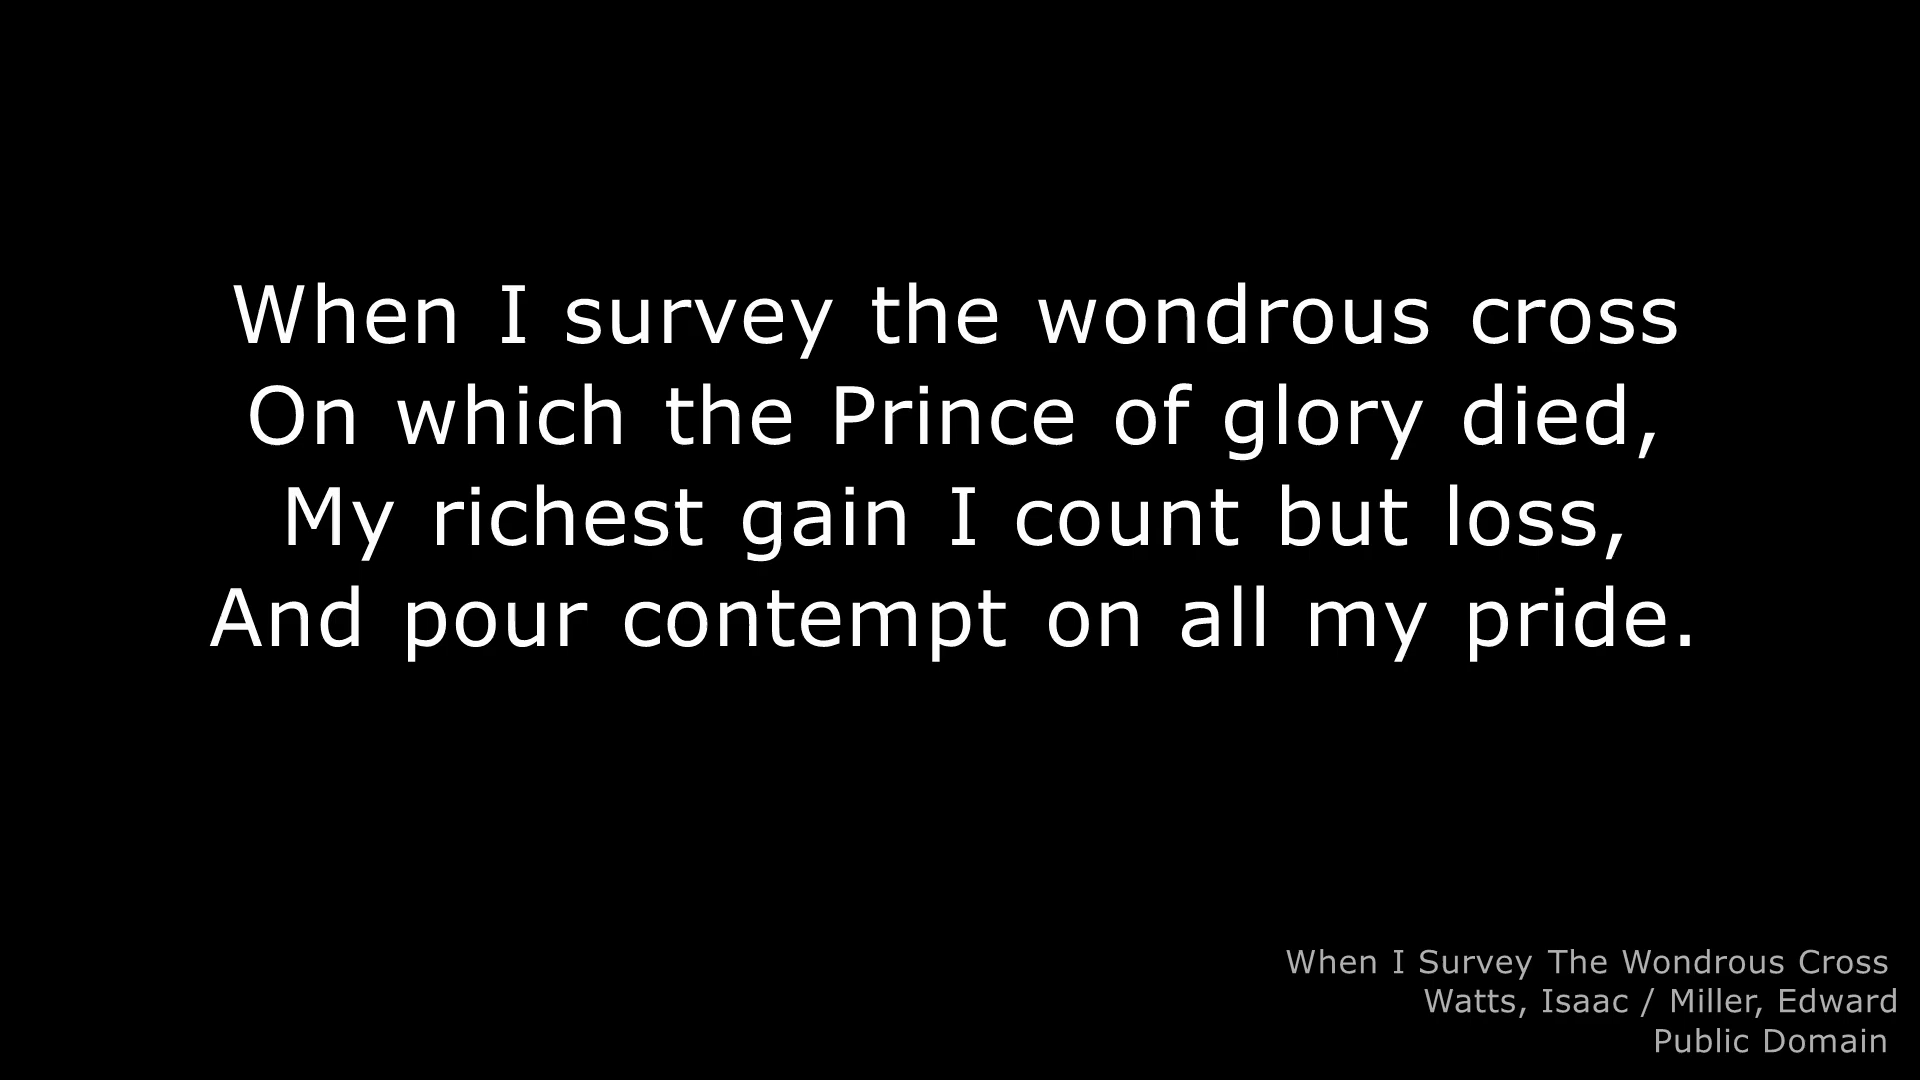 When I survey the wondrous cross
On which the Prince of glory died,
My richest gain I count but loss,
And pour contempt on all my pride.
When I Survey The Wondrous Cross
Watts, Isaac / Miller, Edward
Public Domain